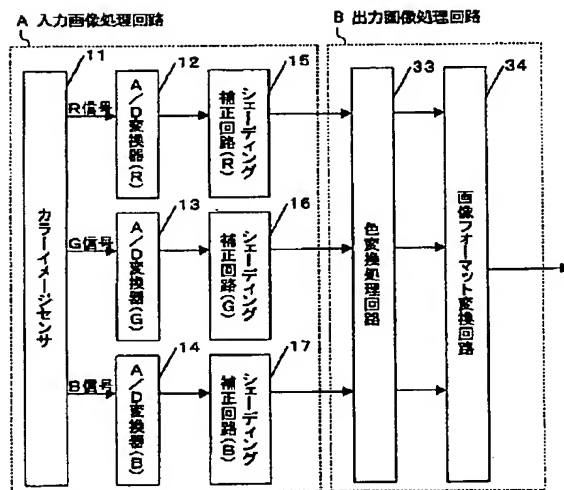 A 入力画像処理回路
B 出力画像処理回路
11
12
15
33
34
R信号
A/D変換器(R)
シェーディング
補正回路(R)
13
16
G信号
A/D変換器(G)
シェーディング
補正回路(G)
カラーイメージセンサ
色変換処理回路
画像フォーマット変換回路
14
17
B信号
A/D変換器(B)
シェーディング
補正回路(B)